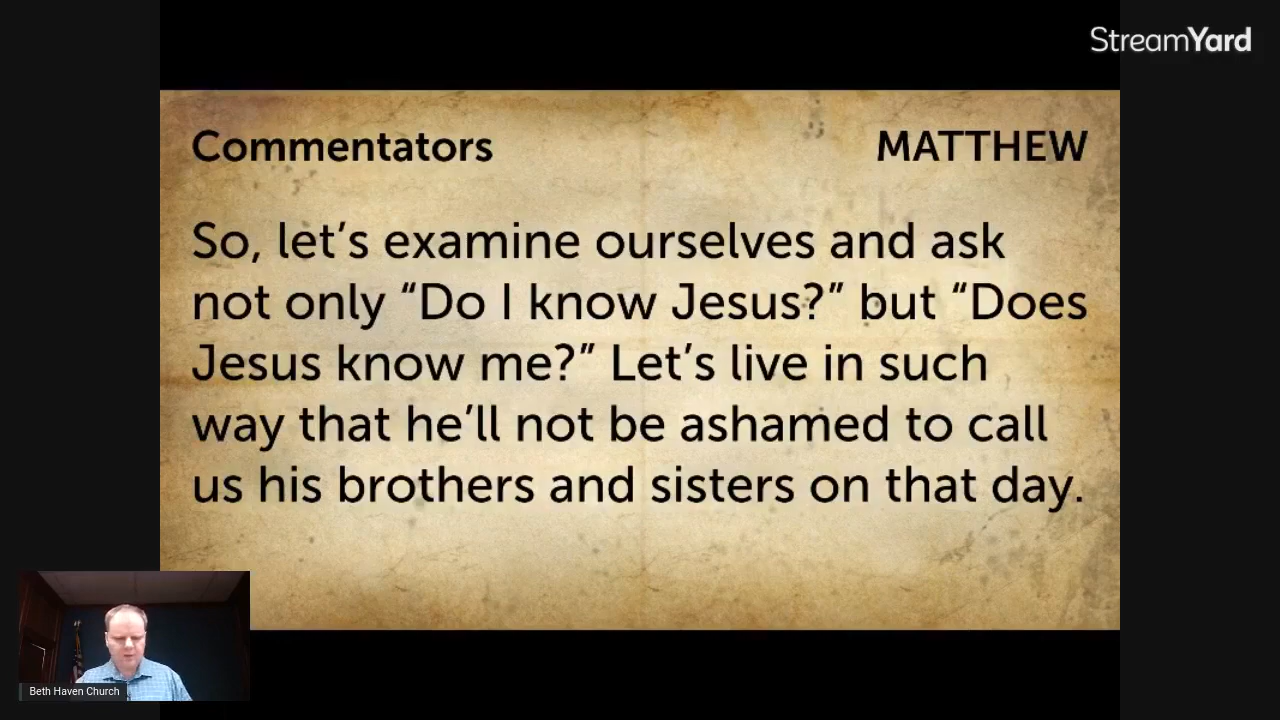 StreamYard
Commentators
MATTHEW
So, let’s examine ourselves and ask
not only “Do I know Jesus?” but “Does
Jesus know me?” Let’s live in such
way that he’ll not be ashamed to call
us his brothers and sisters on that day.
Beth Haven Church